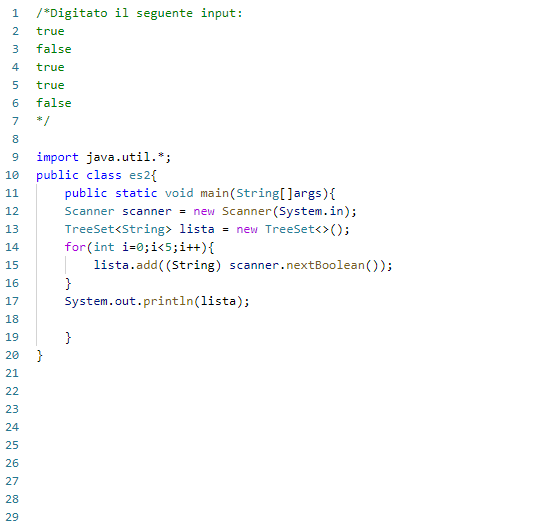 1 /*Digitato il seguente input:
2 true
3 false
4 true
5 true
6 false
7 */
8
9 import java.util.*;
10 public class es2{
11     public static void main(String[]args){
12     Scanner scanner = new Scanner(System.in);
13     TreeSet<String> lista = new TreeSet<>();
14     for(int i=0;i<5;i++){
15         lista.add((String) scanner.nextBoolean());
16     }
17     System.out.println(lista);
18
19     }
20 }
21
22
23
24
25
26
27
28
29